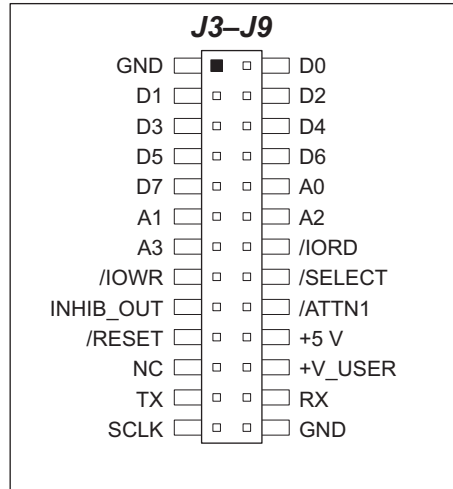 J3–J9
GND D0
D1 D2
D3 D4
D5 D6
D7 A0
A1 A2
A3 /IORD
/IOWR /SELECT
INHIB_OUT /ATTN1
/RESET +5 V
NC +V_USER
TX RX
SCLK GND